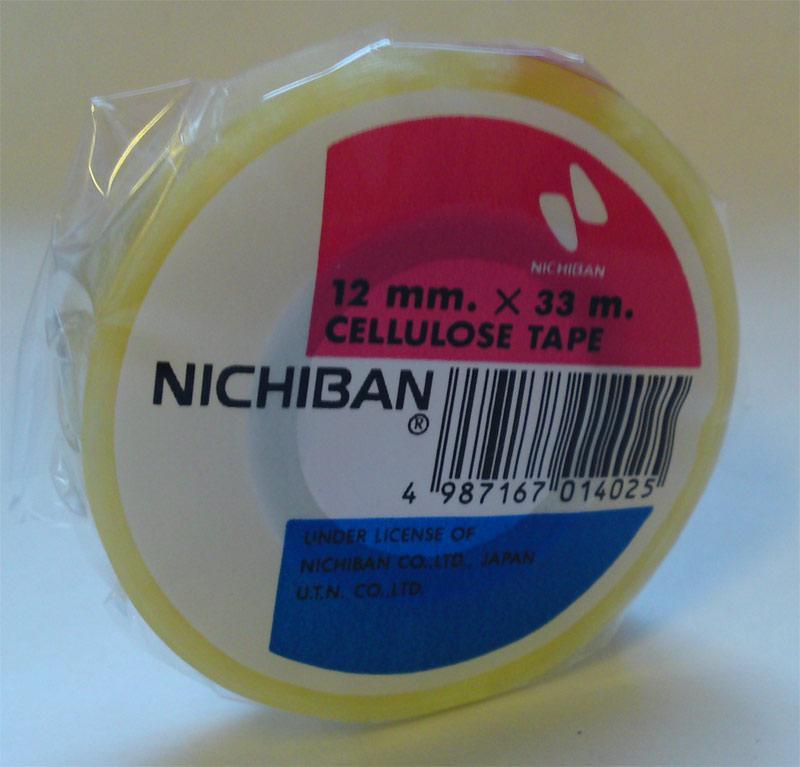 NICHIBAN
12 mm. X 33 m.
CELLULOSE TAPE
NICHIBAN
®
4 987167 014025
UNDER LICENSE OF
NICHIBAN CO.,LTD., JAPAN
U.T.N. CO.,LTD.